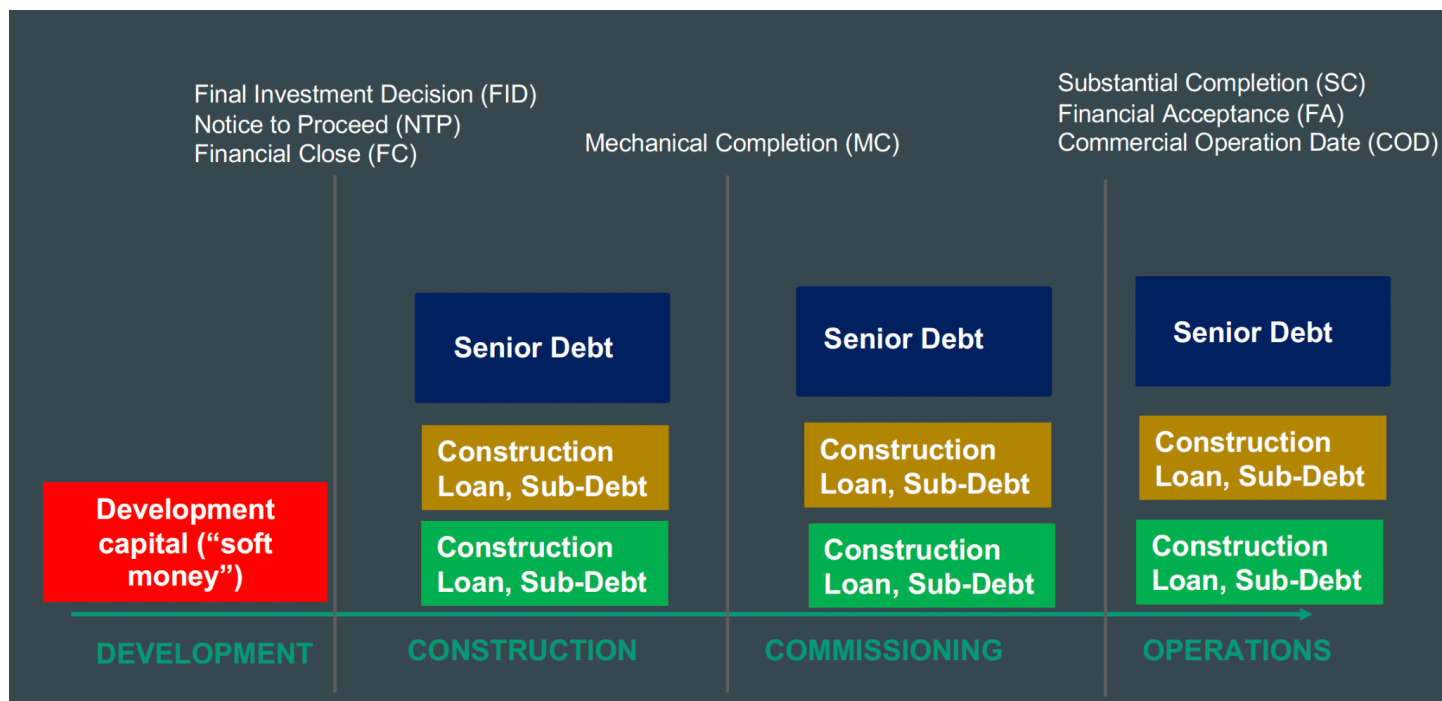 Final Investment Decision (FID)
Notice to Proceed (NTP)
Financial Close (FC)
Mechanical Completion (MC)
Substantial Completion (SC)
Financial Acceptance (FA)
Commercial Operation Date (COD)
Senior Debt
Senior Debt
Senior Debt
Construction
Loan, Sub-Debt
Construction
Loan, Sub-Debt
Construction
Loan, Sub-Debt
Development
capital (“soft
money”)
Construction
Loan, Sub-Debt
Construction
Loan, Sub-Debt
Construction
Loan, Sub-Debt
DEVELOPMENT
CONSTRUCTION
COMMISSIONING
OPERATIONS